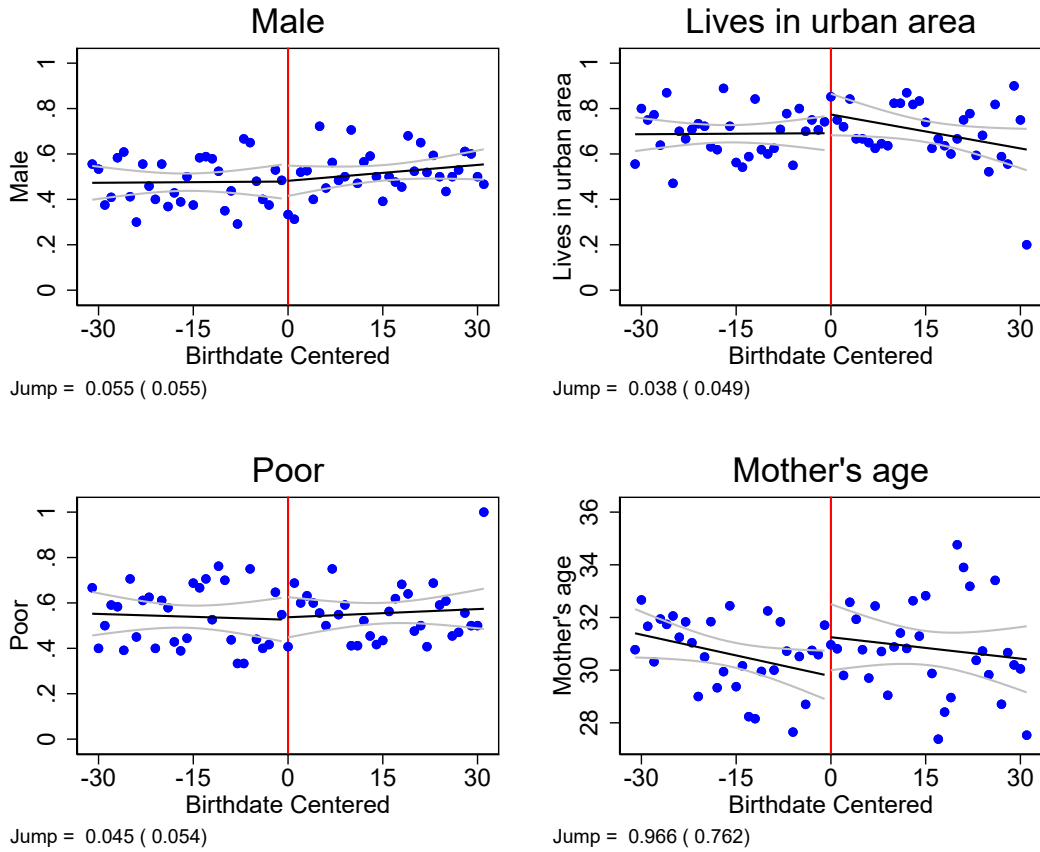 Male
Male
0 .2 .4 .6 .8 1
-30 -15 0 15 30
Birthdate Centered
Jump = 0.055 ( 0.055)
Lives in urban area
Lives in urban area
0 .2 .4 .6 .8 1
-30 -15 0 15 30
Birthdate Centered
Jump = 0.038 ( 0.049)
Poor
Poor
0 .2 .4 .6 .8 1
-30 -15 0 15 30
Birthdate Centered
Jump = 0.045 ( 0.054)
Mother's age
Mother's age
28 30 32 34 36
-30 -15 0 15 30
Birthdate Centered
Jump = 0.966 ( 0.762)